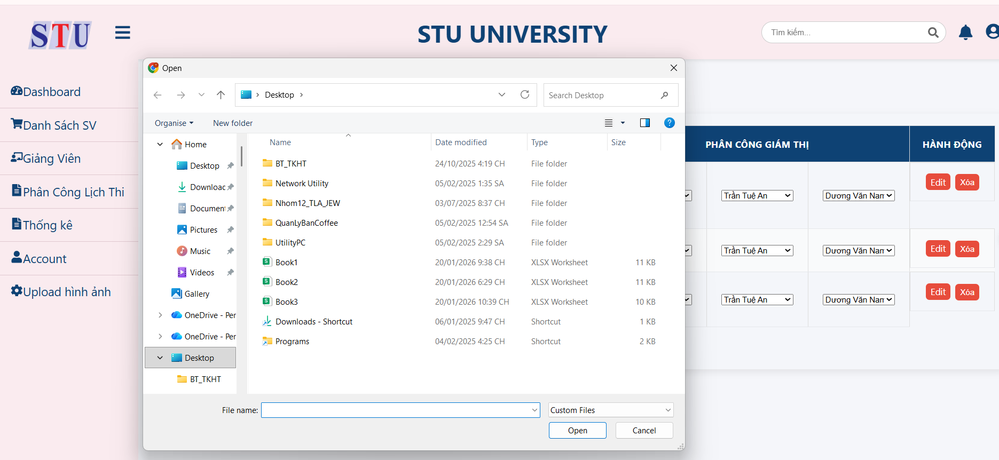 STU
STU UNIVERSITY
Tìm kiếm...
Dashboard
Danh Sách SV
Giảng Viên
Phân Công Lịch Thi
Thống kê
Account
Upload hình ảnh
Open
Desktop
Search Desktop
Organise
New folder
?
Home
Desktop
Downloac
Document
Pictures
Music
Videos
Gallery
OneDrive - Per
OneDrive - Per
Desktop
BT_TKHT
Name Date modified Type Size
BT_TKHT 24/10/2025 4:19 CH File folder
Network Utility 05/02/2025 1:35 SA File folder
Nhom12_TLA_JEW 03/07/2025 8:37 CH File folder
QuanLyBanCoffee 05/02/2025 12:54 SA File folder
UtilityPC 05/02/2025 2:29 SA File folder
Book1 20/01/2026 9:38 CH XLSX Worksheet 11 KB
Book2 20/01/2026 6:29 CH XLSX Worksheet 11 KB
Book3 20/01/2026 10:39 CH XLSX Worksheet 10 KB
Downloads - Shortcut 06/01/2025 9:47 CH Shortcut 1 KB
Programs 04/02/2025 4:25 CH Shortcut 2 KB
File name:
Custom Files
Open Cancel
PHÂN CÔNG GIÁM THỊ HÀNH ĐỘNG
Trần Tuệ An Dương Văn Nam Edit Xóa
Trần Tuệ An Dương Văn Nam Edit Xóa
Trần Tuệ An Dương Văn Nam Edit Xóa